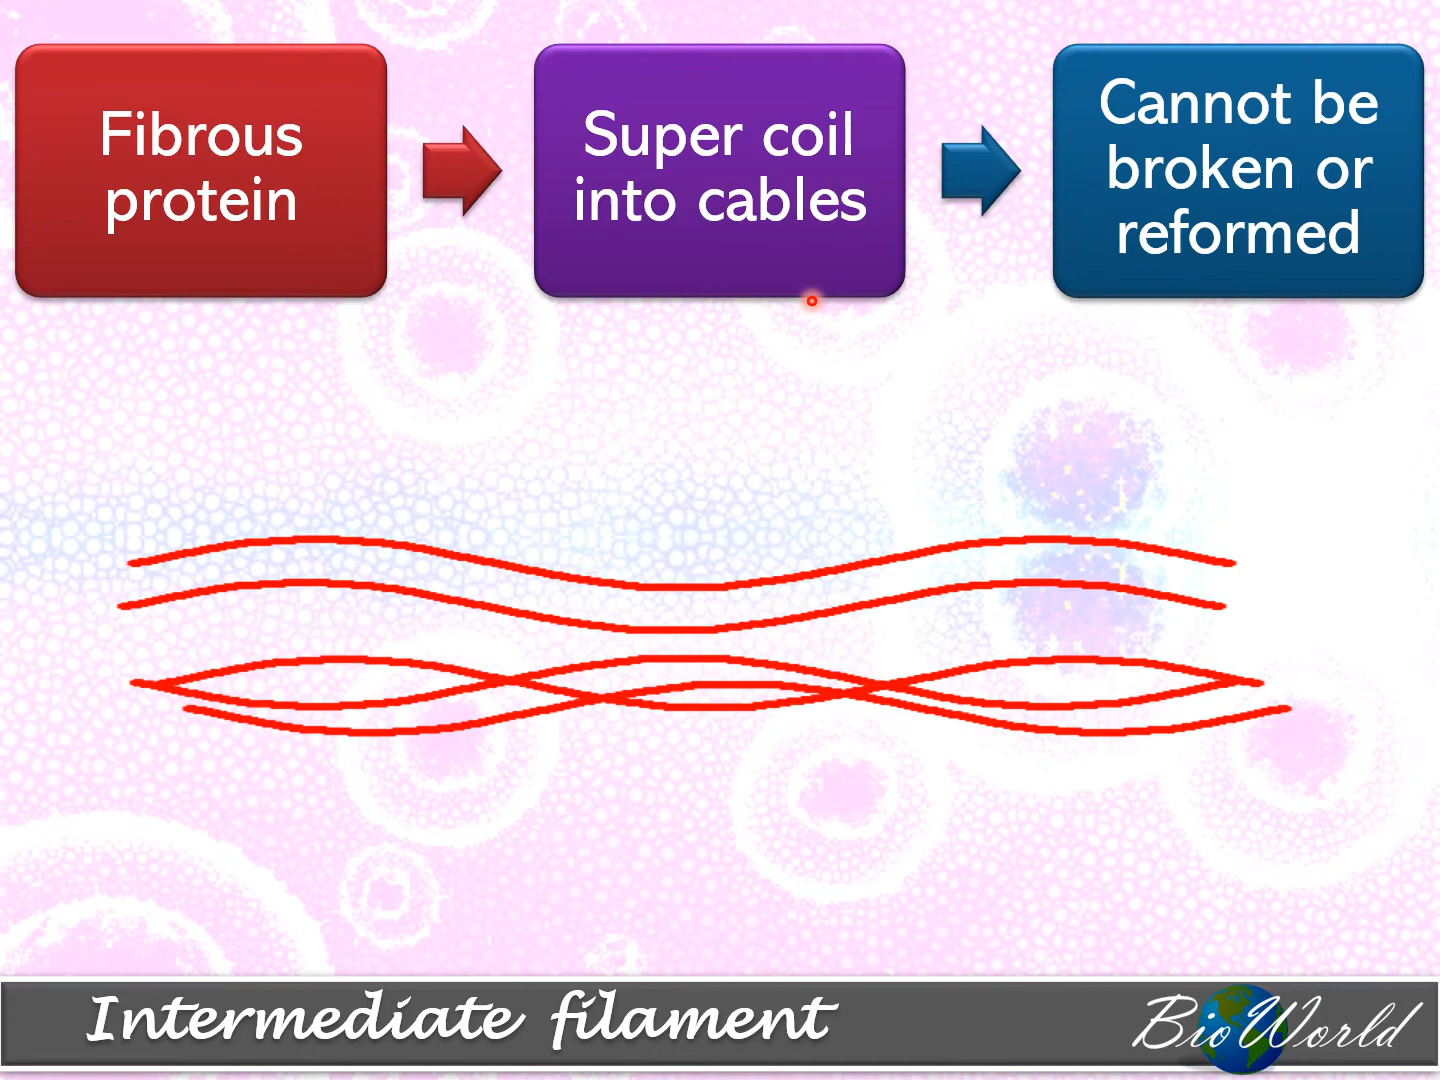 Fibrous
protein
Super coil
into cables
Cannot be
broken or
reformed
Intermediate filament
BioWorld